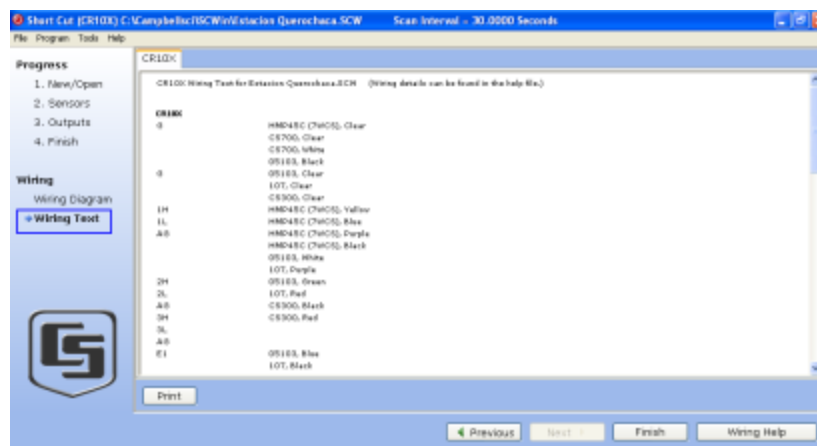 Short Cut (CR10X) C:\Campbellsci\SCWin\Estacion Querochaca.SCW Scan Interval = 30.0000 Seconds
File Program Tools Help
Progress
1. New/Open
2. Sensors
3. Outputs
4. Finish
Wiring
Wiring Diagram
Wiring Text
CR10X
CR10X Wiring Text for Estacion Querochaca.SCW (Wiring details can be found in the help file.)
CR10X
G HMP45C (7WCS), Clear
CS700, Clear
CS700, White
05103, Black
G 05103, Clear
107, Clear
CS300, Clear
1H HMP45C (7WCS), Yellow
1L HMP45C (7WCS), Blue
AG HMP45C (7WCS), Purple
HMP45C (7WCS), Black
05103, White
107, Purple
2H 05103, Green
2L 107, Red
AG CS300, Black
3H CS300, Red
3L
AG
E1 05103, Blue
107, Black
Print
Previous Next Finish Wiring Help